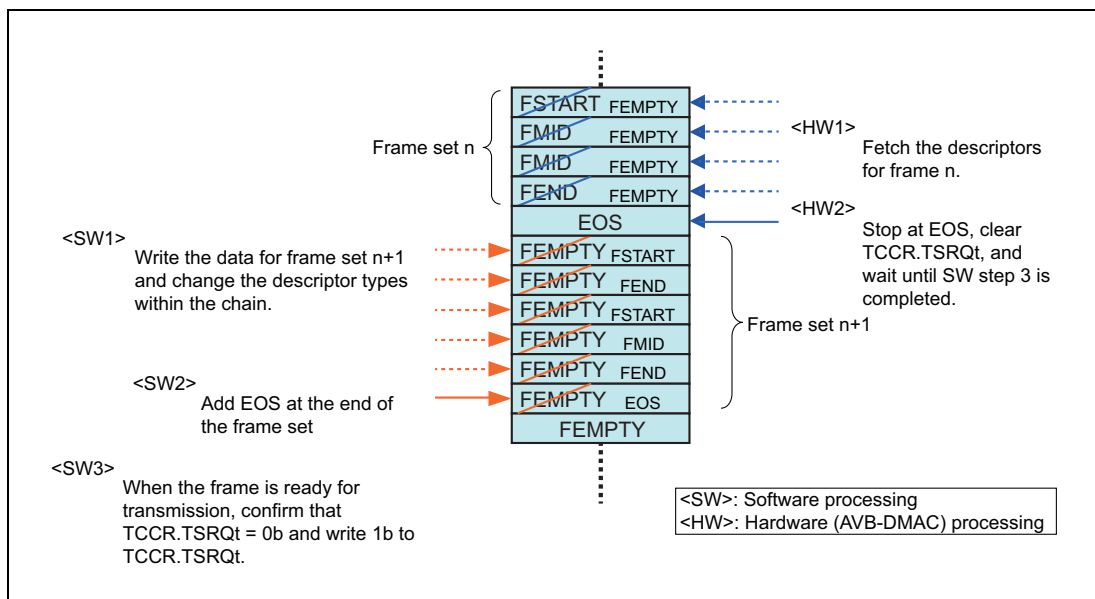 FSTART FEMPTY
FMID FEMPTY
FMID FEMPTY
FEND FEMPTY
EOS
FEMPTY FSTART
FEMPTY FEND
FEMPTY FSTART
FEMPTY FMID
FEMPTY FEND
FEMPTY EOS
FEMPTY
Frame set n
<HW1>
Fetch the descriptors
for frame n.
<HW2>
Stop at EOS, clear
TCCR.TSRQt, and
wait until SW step 3 is
completed.
Frame set n+1
<SW1>
Write the data for frame set n+1
and change the descriptor types
within the chain.
<SW2>
Add EOS at the end of
the frame set
<SW3>
When the frame is ready for
transmission, confirm that
TCCR.TSRQt = 0b and write 1b to
TCCR.TSRQt.
<SW>: Software processing
<HW>: Hardware (AVB-DMAC) processing